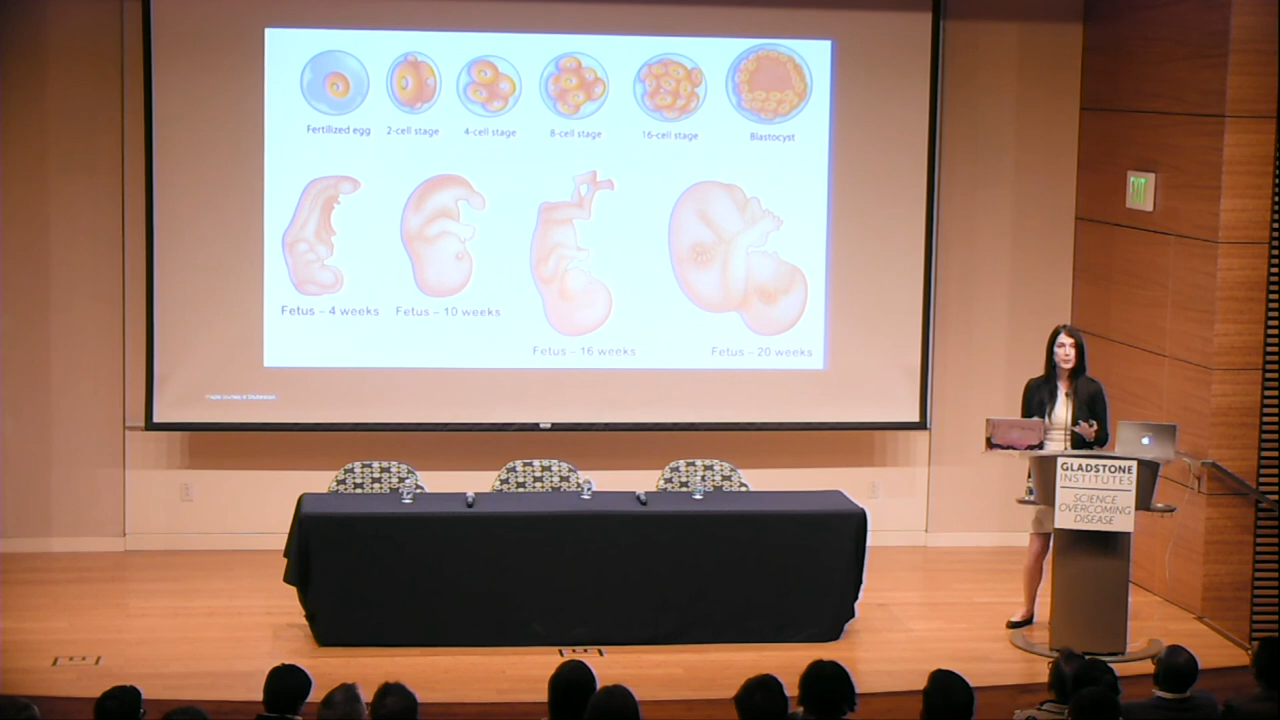 Fertilized egg
2-cell stage
4-cell stage
8-cell stage
16-cell stage
Blastocyst
Fetus – 4 weeks
Fetus – 10 weeks
Fetus – 16 weeks
Fetus – 20 weeks
EXIT
GLADSTONE
INSTITUTES
SCIENCE
OVERCOMING
DISEASE